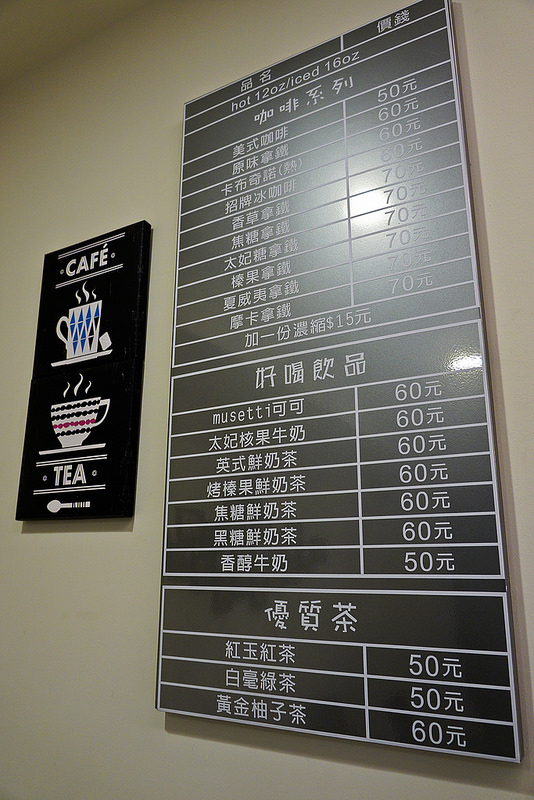 CAFÉ
TEA
品名 價錢
hot 12oz/iced 16oz
咖啡系列
美式咖啡 50元
原味拿鐵 60元
卡布奇諾(熱) 60元
招牌冰咖啡 60元
香草拿鐵 70元
焦糖拿鐵 70元
太妃糖拿鐵 70元
榛果拿鐵 70元
夏威夷拿鐵 70元
摩卡拿鐵 70元
加一份濃縮$15元
好喝飲品
musetti可可 60元
太妃核果牛奶 60元
英式鮮奶茶 60元
烤榛果鮮奶茶 60元
焦糖鮮奶茶 60元
黑糖鮮奶茶 60元
香醇牛奶 50元
優質茶
紅玉紅茶 50元
白毫綠茶 50元
黃金柚子茶 60元